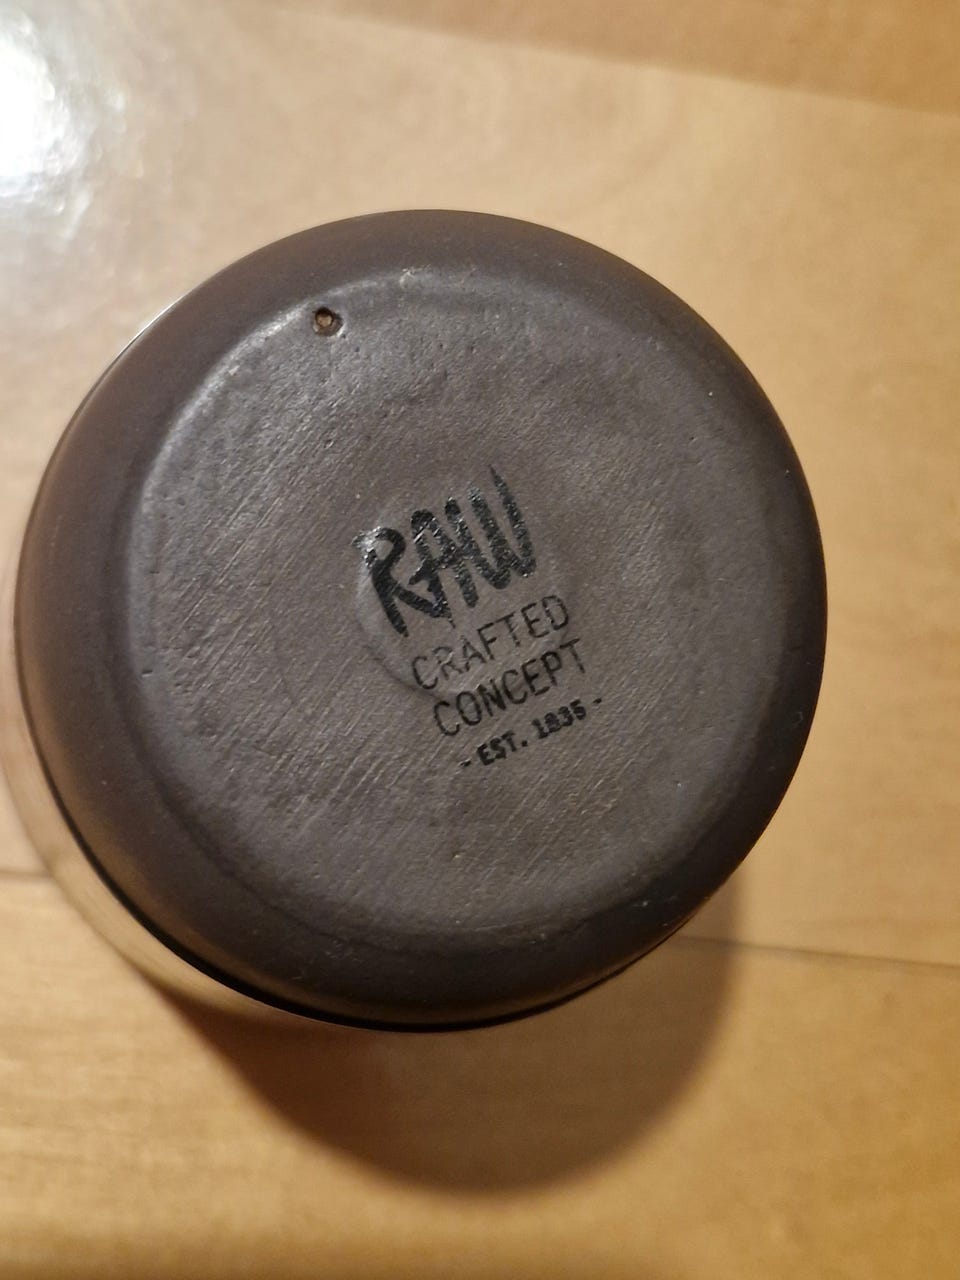 RAW
CRAFTED
CONCEPT
- EST. 1835 -